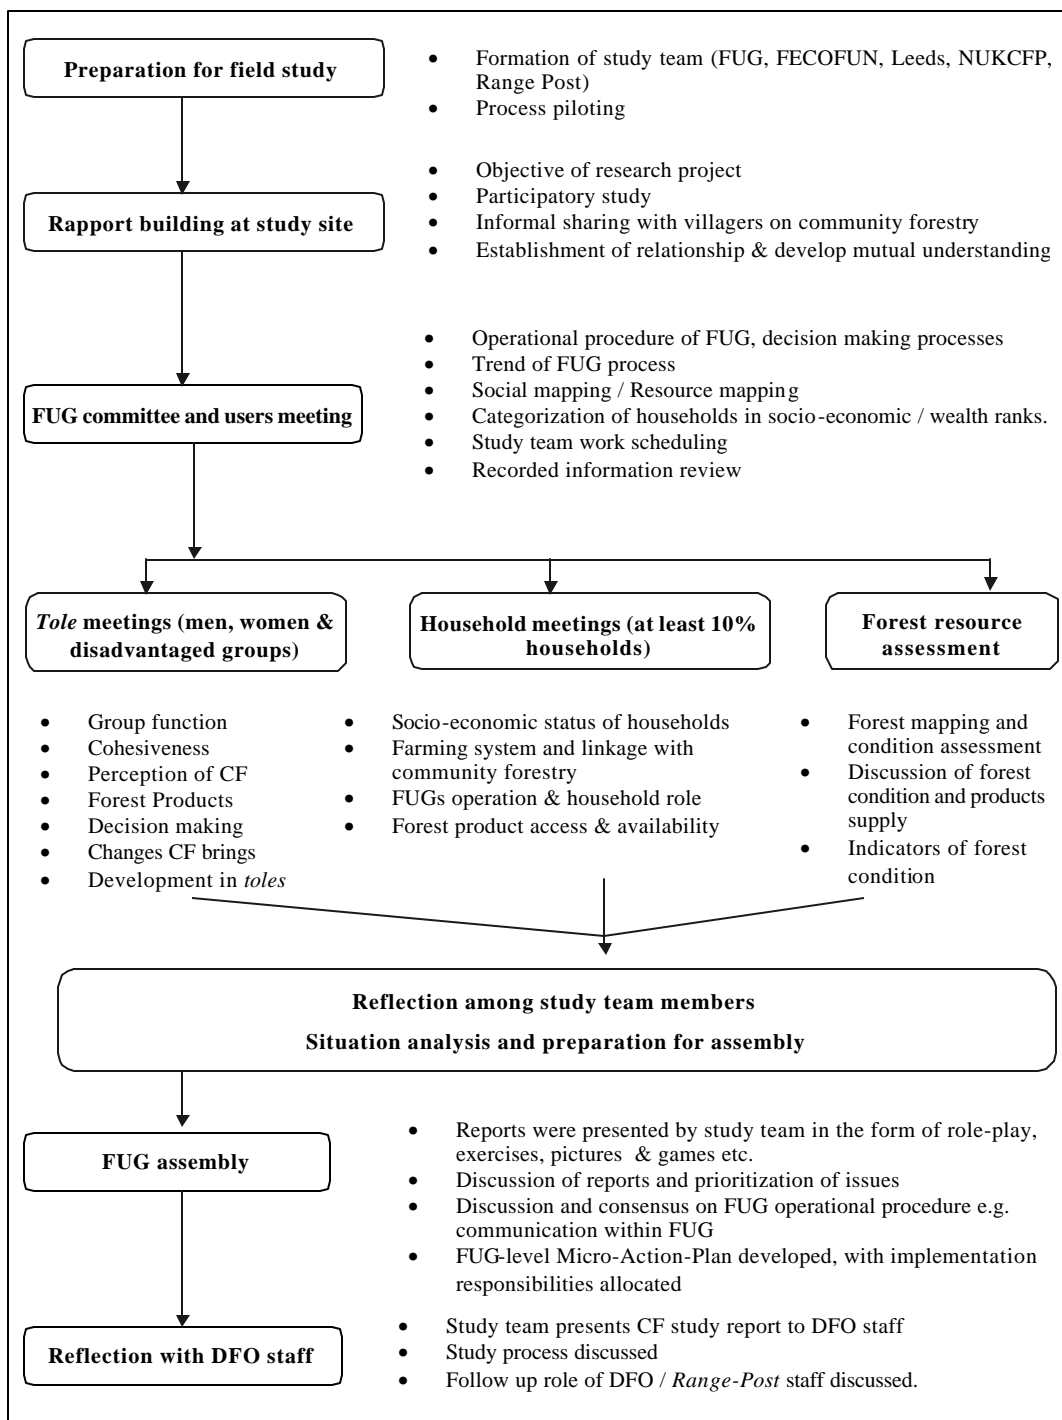 Preparation for field study
• Formation of study team (FUG, FECOFUN, Leeds, NUKCFP,
Range Post)
• Process piloting
Rapport building at study site
• Objective of research project
• Participatory study
• Informal sharing with villagers on community forestry
• Establishment of relationship & develop mutual understanding
FUG committee and users meeting
• Operational procedure of FUG, decision making processes
• Trend of FUG process
• Social mapping / Resource mapping
• Categorization of households in socio-economic / wealth ranks.
• Study team work scheduling
• Recorded information review
Tole meetings (men, women &
disadvantaged groups)
• Group function
• Cohesiveness
• Perception of CF
• Forest Products
• Decision making
• Changes CF brings
• Development in toles
Household meetings (at least 10%
households)
• Socio-economic status of households
• Farming system and linkage with
community forestry
• FUGs operation & household role
• Forest product access & availability
Forest resource
assessment
• Forest mapping and
condition assessment
• Discussion of forest
condition and products
supply
• Indicators of forest
condition
Reflection among study team members
Situation analysis and preparation for assembly
FUG assembly
• Reports were presented by study team in the form of role-play,
exercises, pictures & games etc.
• Discussion of reports and prioritization of issues
• Discussion and consensus on FUG operational procedure e.g.
communication within FUG
• FUG-level Micro-Action-Plan developed, with implementation
responsibilities allocated
Reflection with DFO staff
• Study team presents CF study report to DFO staff
• Study process discussed
• Follow up role of DFO / Range-Post staff discussed.